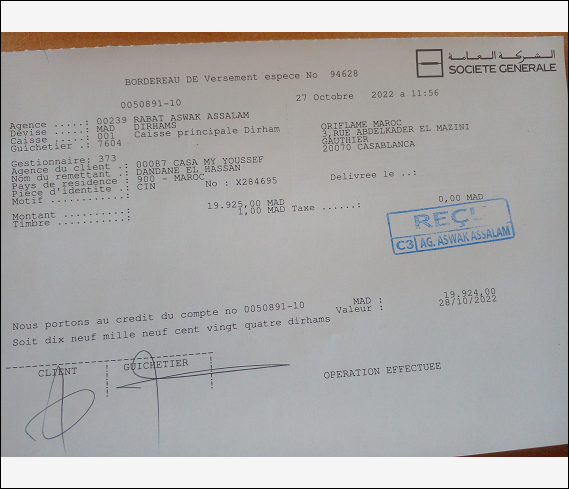 الشركة العامة
SOCIETE GENERALE
BORDEREAU DE Versement espece No 94628
0050891-10 27 Octobre 2022 a 11:56
Agence .....: 00239 RABAT ASWAK ASSALAM
Dévise .....: MAD DIRHAMS
Caisse .....: 001 Caisse principale Dirham
Guichetier .: 7604
ORIFLAME MAROC
3,RUE ABDELKADER EL MAZINI
GAUTHIER
20070 CASABLANCA
Gestionnaire: 373
Agence du client .: 00087 CASA MY YOUSSEF
Nom du remettant .: DANDANE EL HASSAN
Pays de residence : 900 - MAROC
Pièce d'identite .: CIN No : X284695 Delivree le ..:
Motif ............:
Montant ..........: 19.925,00 MAD Taxe ......: 0,00 MAD
Timbre ...........: 1,00 MAD
REÇU
C3 AG. ASWAK ASSALAM
Nous portons au credit du compte no 0050891-10 MAD : 19.924,00
Soit dix neuf mille neuf cent vingt quatre dirhams Valeur : 28/10/2022
CLIENT GUICHETIER
OPERATION EFFECTUEE